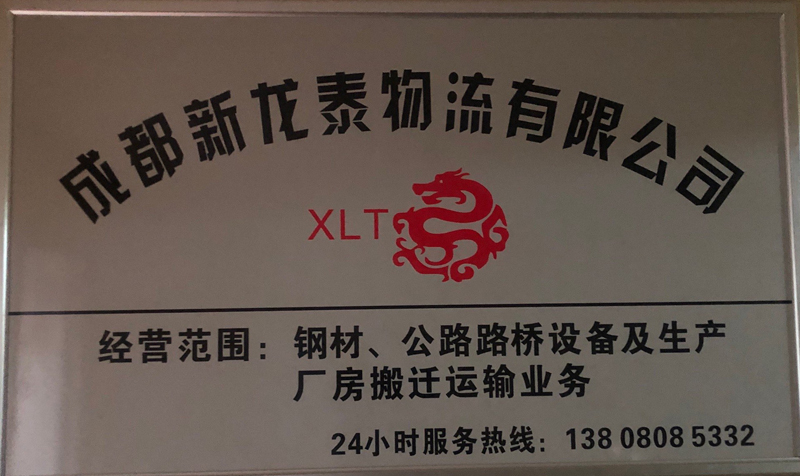 成都新龙泰物流有限公司
XLT
经营范围：钢材、公路路桥设备及生产
厂房搬迁运输业务
24小时服务热线：138 0808 5332